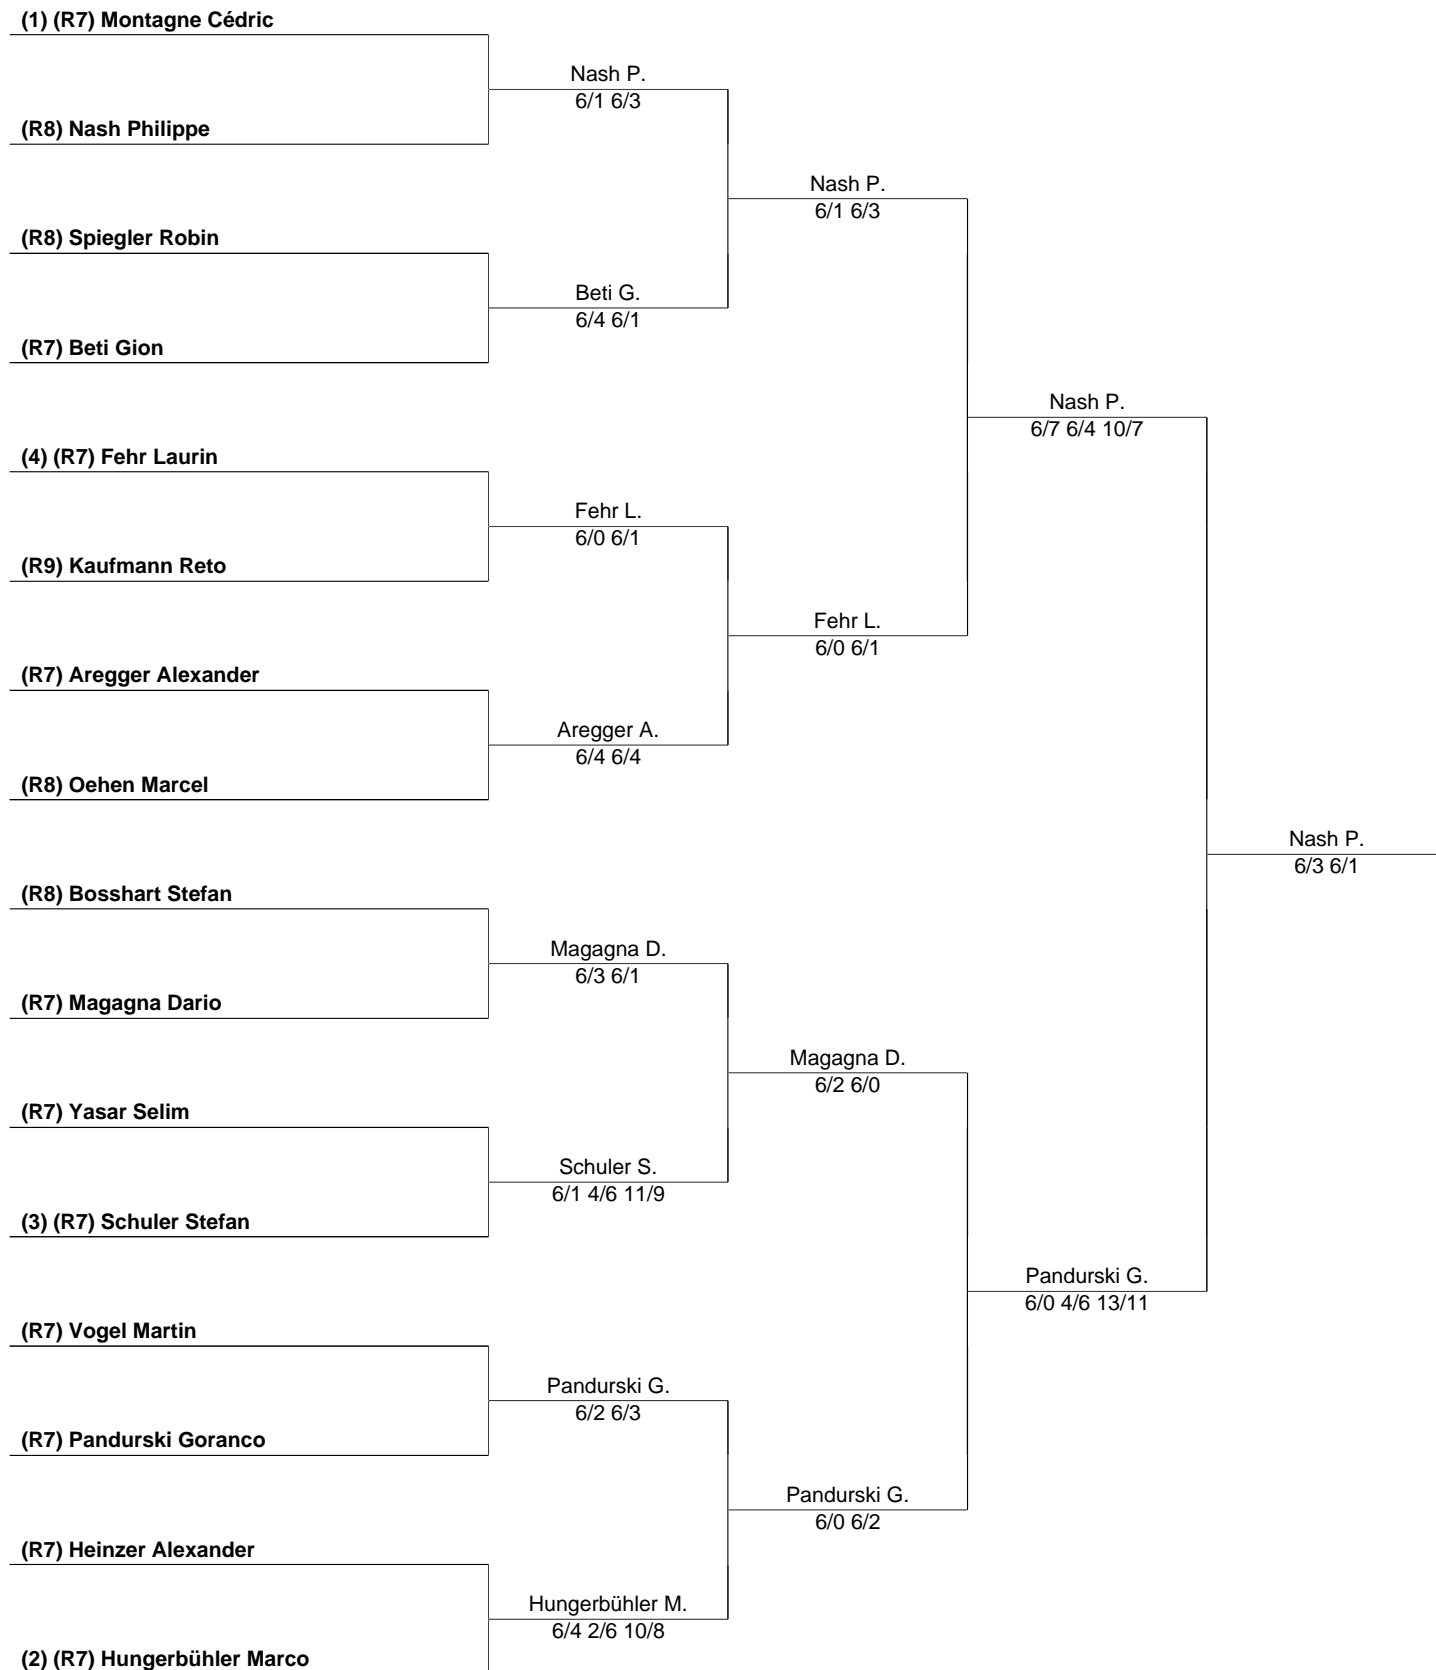 (1) (R7) Montagne Cédric
Nash P.
6/1 6/3
(R8) Nash Philippe
Nash P.
6/1 6/3
(R8) Spiegler Robin
Beti G.
6/4 6/1
(R7) Beti Gion
Nash P.
6/7 6/4 10/7
(4) (R7) Fehr Laurin
Fehr L.
6/0 6/1
(R9) Kaufmann Reto
Fehr L.
6/0 6/1
(R7) Aregger Alexander
Aregger A.
6/4 6/4
(R8) Oehen Marcel
Nash P.
6/3 6/1
(R8) Bosshart Stefan
Magagna D.
6/3 6/1
(R7) Magagna Dario
Magagna D.
6/2 6/0
(R7) Yasar Selim
Schuler S.
6/1 4/6 11/9
(3) (R7) Schuler Stefan
Pandurski G.
6/0 4/6 13/11
(R7) Vogel Martin
Pandurski G.
6/2 6/3
(R7) Pandurski Goranco
Pandurski G.
6/0 6/2
(R7) Heinzer Alexander
Hungerbühler M.
6/4 2/6 10/8
(2) (R7) Hungerbühler Marco